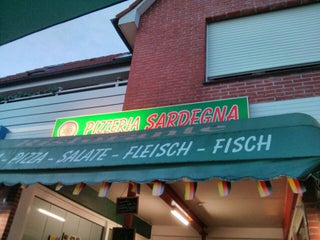 PIZZERIA SARDEGNA
- PIZZA - SALATE - FLEISCH - FISCH